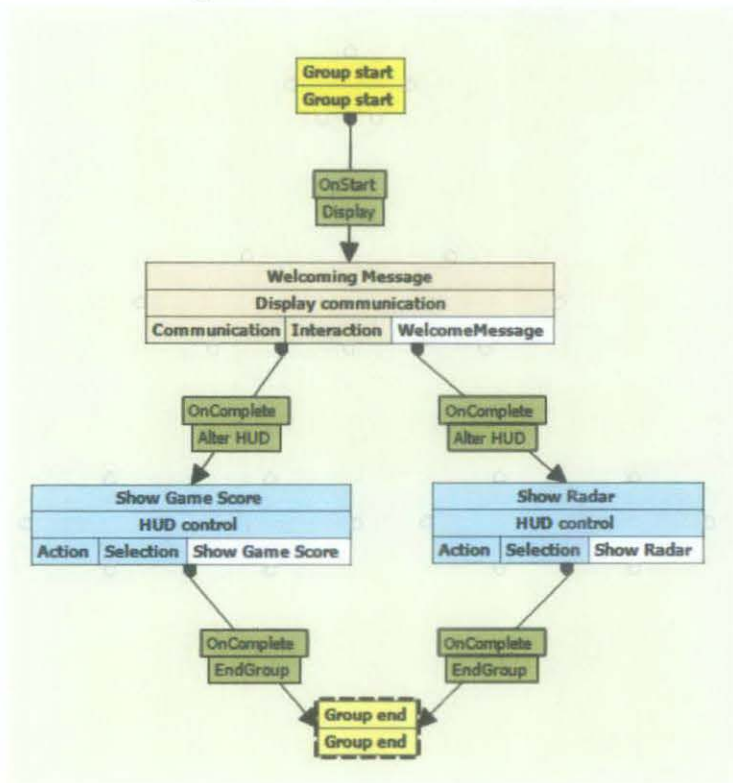 Group start
Group start
OnStart
Display
Welcoming Message
Display communication
Communication Interaction WelcomeMessage
OnComplete OnComplete
Alter HUD Alter HUD
Show Game Score Show Radar
HUD control HUD control
Action Selection Show Game Score Action Selection Show Radar
OnComplete OnComplete
EndGroup EndGroup
Group end
Group end